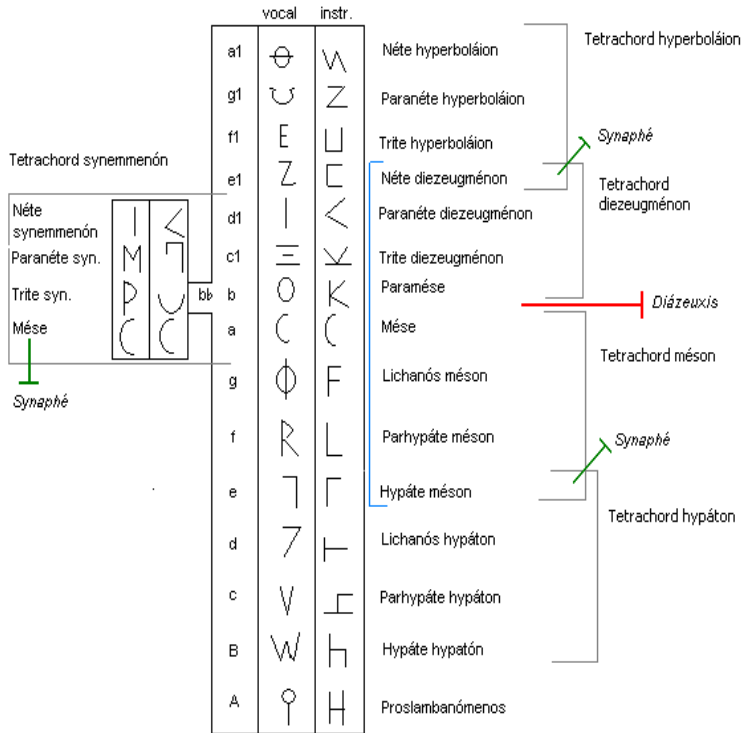 vocal instr.
a1 Néte hyperboláion Tetrachord hyperboláion
g1 Paranéte hyperboláion
f1 E Trite hyperboláion Synaphé
Tetrachord synemmenón
e1 Z Néte diezeugménon Tetrachord
diezeugménon
Néte
synemmenón
d1 Paranéte diezeugménon
Paranéte syn. M c1 Ξ K Trite diezeugménon
Trite syn. P bb b O K Paramése
Diázeuxis
Mése C C a C C Mése
Tetrachord méson
Synaphé
g Φ F Lichanós méson
f R L Parhypáte méson
Synaphé
e Γ Hypáte méson
Tetrachord hypáton
d Lichanós hypáton
c V Parhypáte hypáton
B W h Hypáte hypatón
A H Proslambanómenos